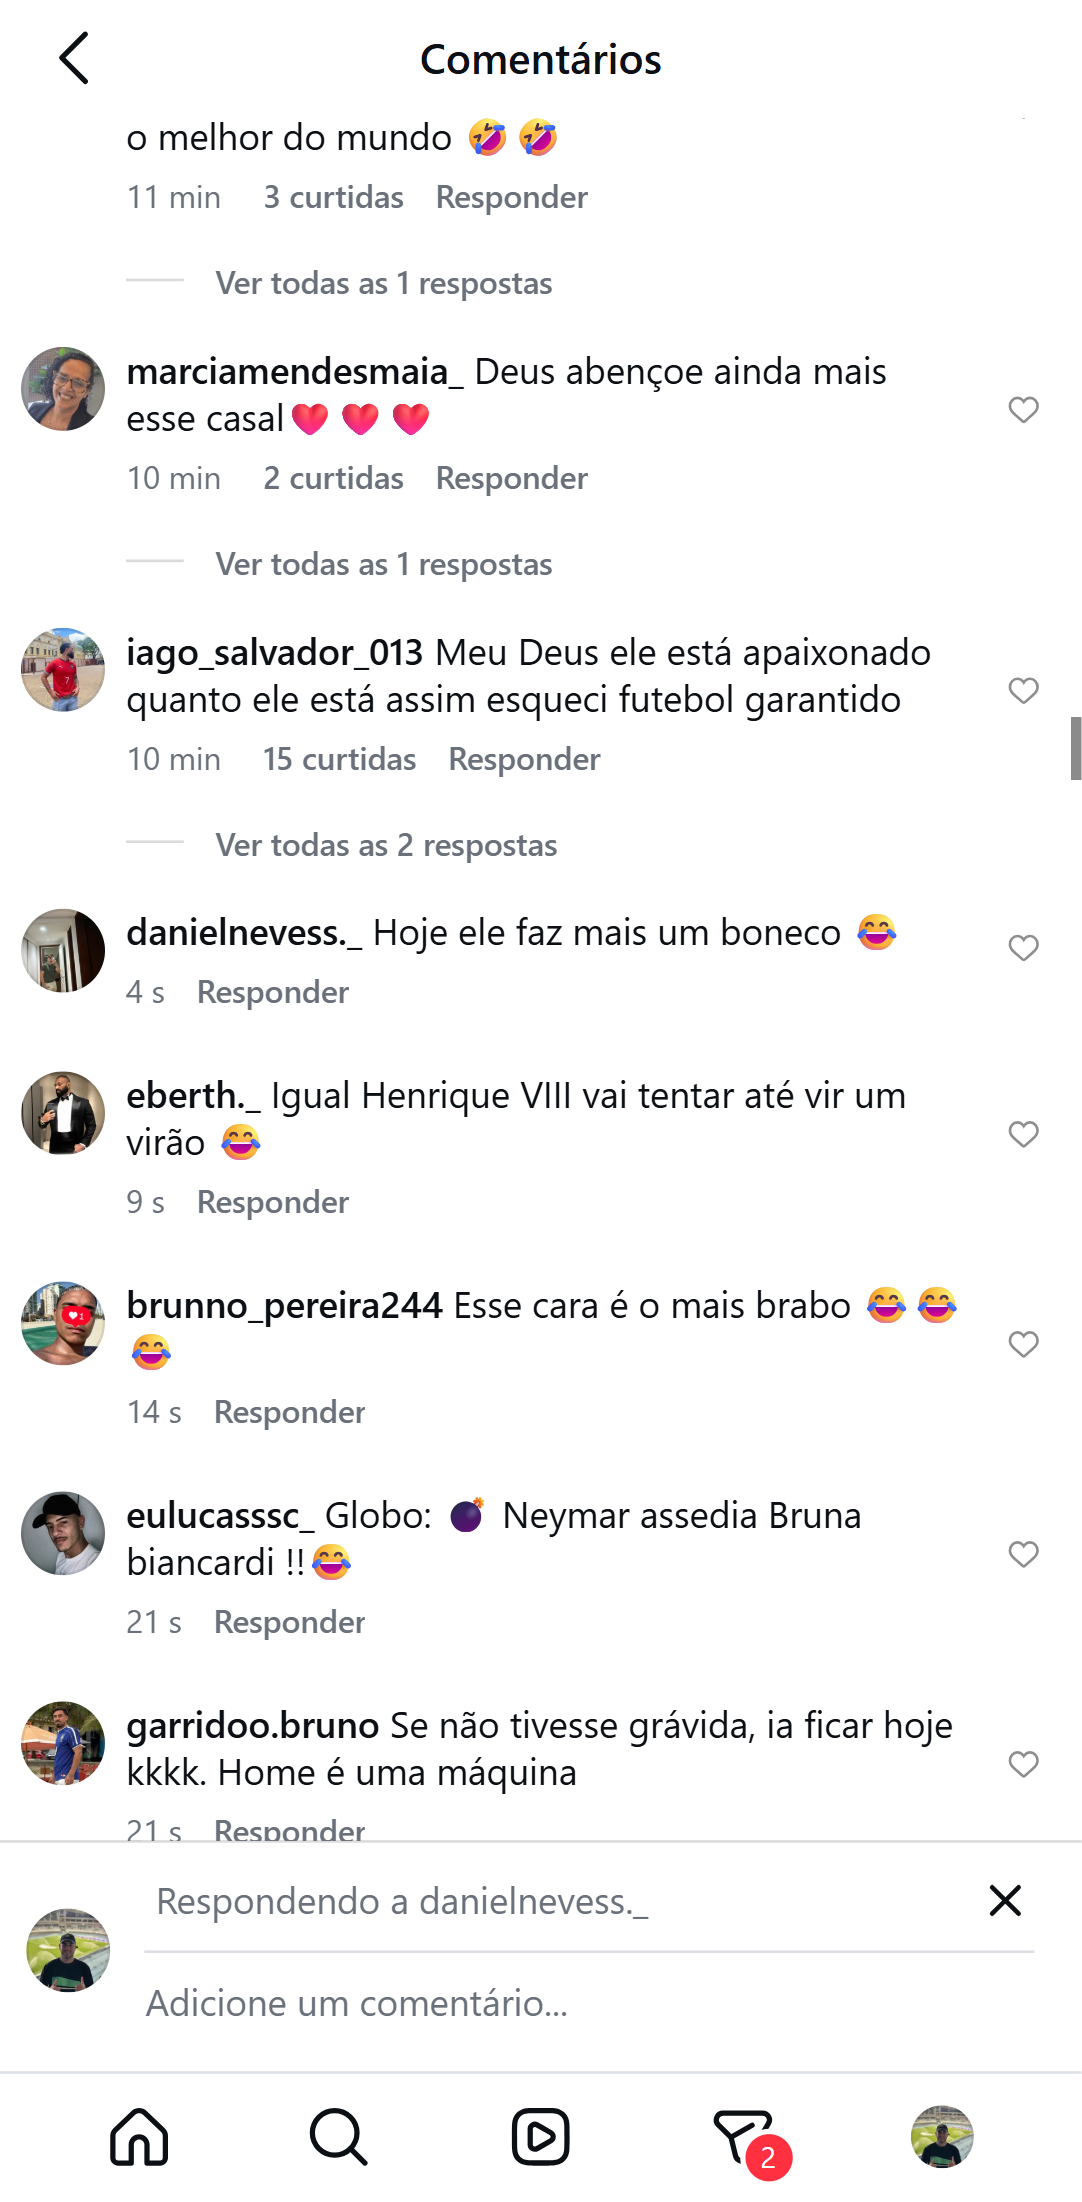 Comentários
o melhor do mundo 🤣🤣
11 min 3 curtidas Responder
Ver todas as 1 respostas
marciamendesmaia_ Deus abençoe ainda mais
esse casal❤️❤️❤️
10 min 2 curtidas Responder
Ver todas as 1 respostas
iago_salvador_013 Meu Deus ele está apaixonado
quanto ele está assim esqueci futebol garantido
10 min 15 curtidas Responder
Ver todas as 2 respostas
danielnevess._ Hoje ele faz mais um boneco 😂
4 s Responder
eberth._ Igual Henrique VIII vai tentar até vir um
virão 😂
9 s Responder
brunno_pereira244 Esse cara é o mais brabo 😂😂
😂
14 s Responder
eulucasssc_ Globo: 💣 Neymar assedia Bruna
biancardi !!😂
21 s Responder
garridoo.bruno Se não tivesse grávida, ia ficar hoje
kkkk. Home é uma máquina
21 s Responder
Respondendo a danielnevess._
Adicione um comentário...
2